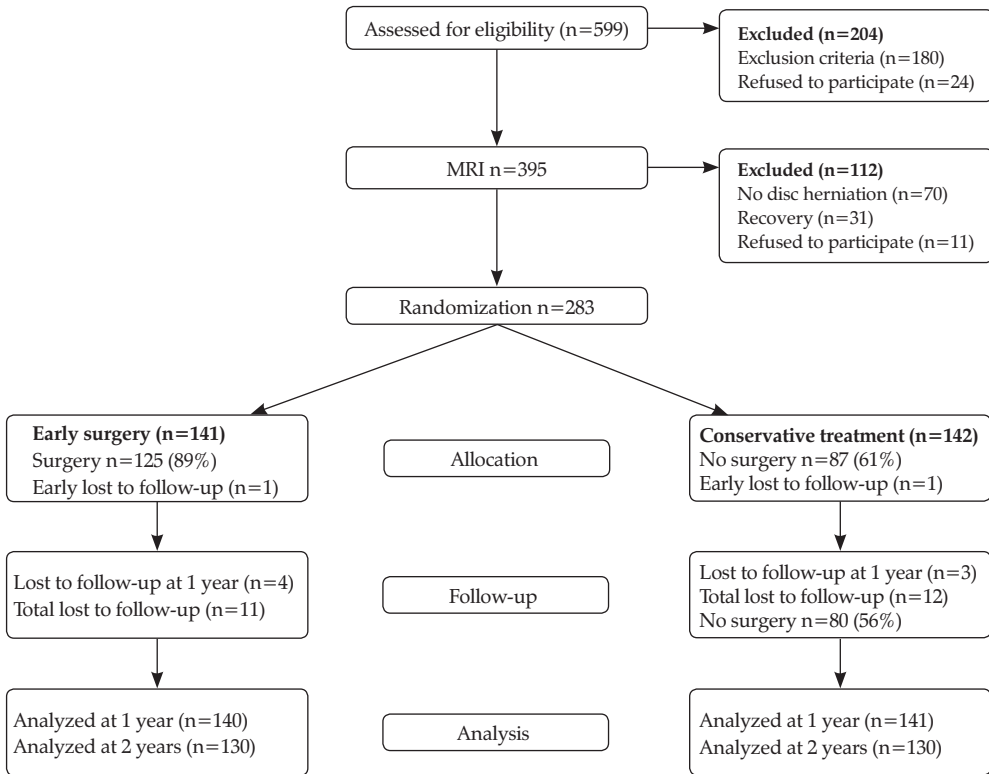 Assessed for eligibility (n=599)
Excluded (n=204)
Exclusion criteria (n=180)
Refused to participate (n=24)
MRI n=395
Excluded (n=112)
No disc herniation (n=70)
Recovery (n=31)
Refused to participate (n=11)
Randomization n=283
Early surgery (n=141)
Surgery n=125 (89%)
Early lost to follow-up (n=1)
Allocation
Conservative treatment (n=142)
No surgery n=87 (61%)
Early lost to follow-up (n=1)
Lost to follow-up at 1 year (n=4)
Total lost to follow-up (n=11)
Follow-up
Lost to follow-up at 1 year (n=3)
Total lost to follow-up (n=12)
No surgery n=80 (56%)
Analyzed at 1 year (n=140)
Analyzed at 2 years (n=130)
Analysis
Analyzed at 1 year (n=141)
Analyzed at 2 years (n=130)